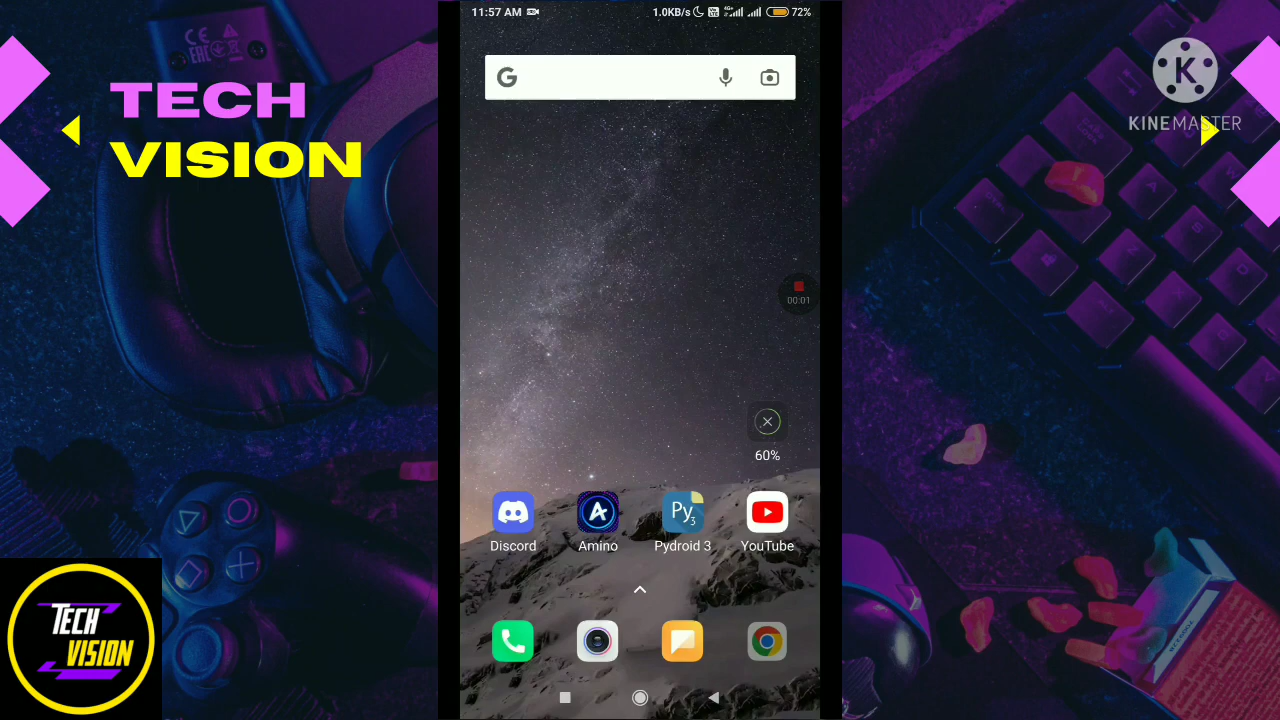 TECH
VISION
11:57 AM
1.0KB/s
72%
KINEMASTER
00:01
60%
Discord
Amino
Pydroid 3
YouTube
TECH
VISION